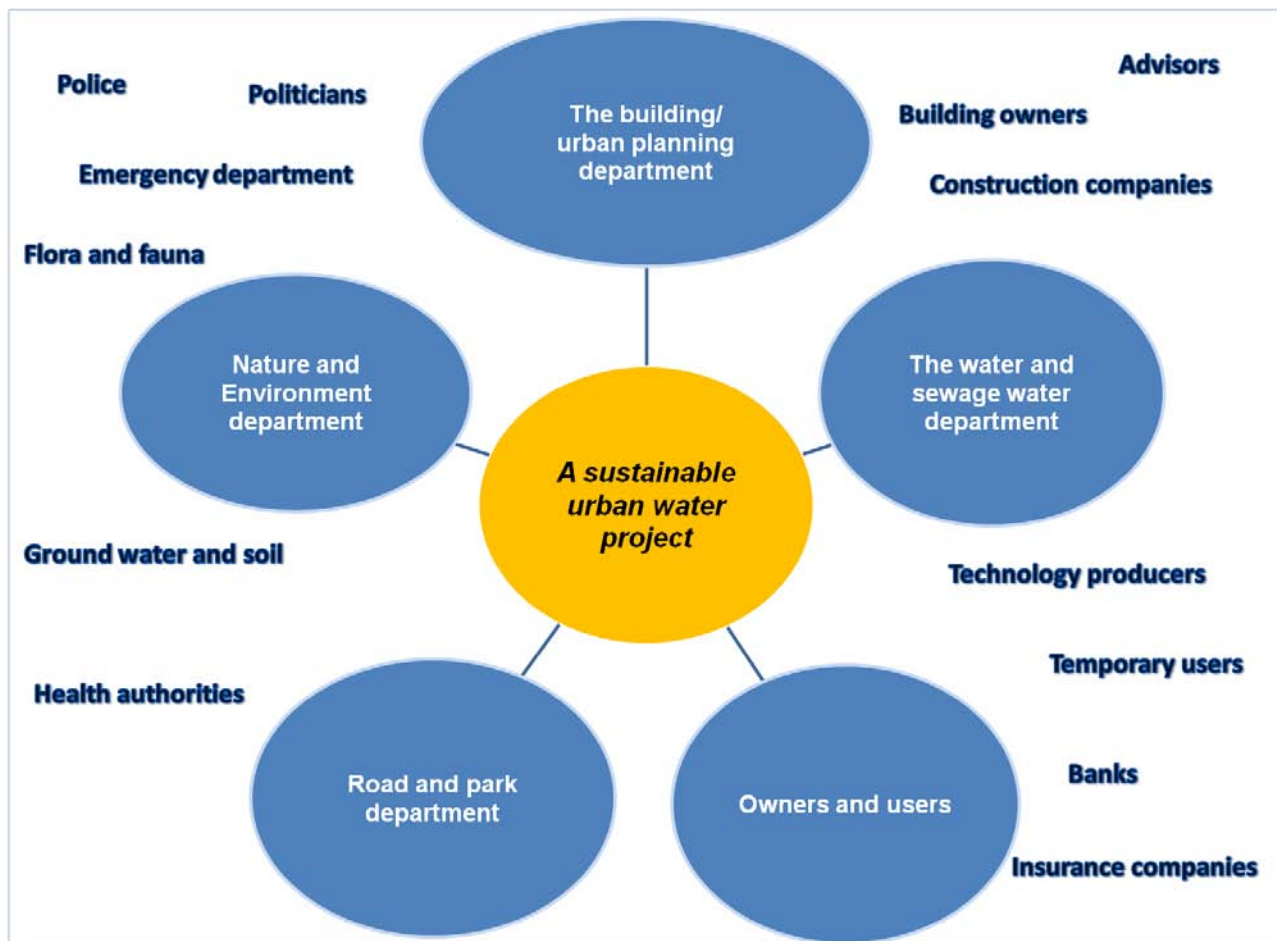 Police
Politicians
Advisors
The building/
urban planning
department
Building owners
Emergency department
Construction companies
Flora and fauna
Nature and
Environment
department
The water and
sewage water
department
A sustainable
urban water
project
Ground water and soil
Technology producers
Health authorities
Temporary users
Road and park
department
Owners and users
Banks
Insurance companies